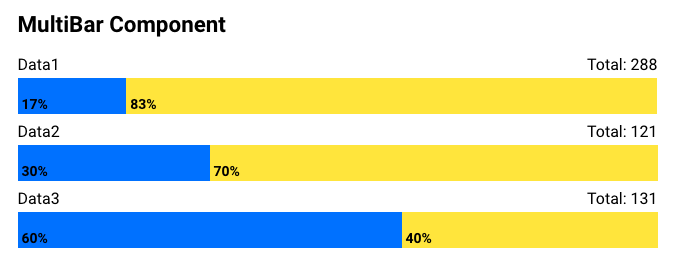 MultiBar Component
Data1 Total: 288
17% 83%
Data2 Total: 121
30% 70%
Data3 Total: 131
60% 40%